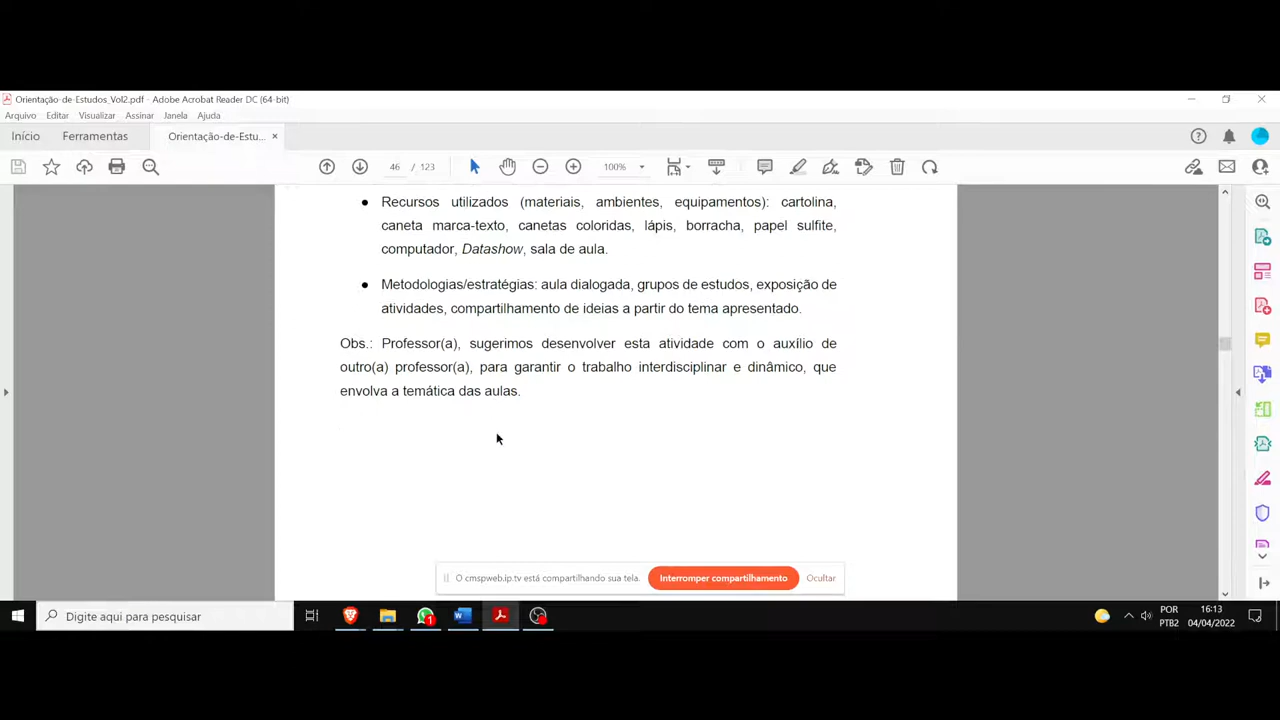 Orientação-de-Estudos_Vol2.pdf - Adobe Acrobat Reader DC (64-bit)
Arquivo Editar Visualizar Assinar Janela Ajuda
Início Ferramentas Orientação-de-Estu... ×
46 / 123 100%
● Recursos utilizados (materiais, ambientes, equipamentos): cartolina,
caneta marca-texto, canetas coloridas, lápis, borracha, papel sulfite,
computador, Datashow, sala de aula.
● Metodologias/estratégias: aula dialogada, grupos de estudos, exposição de
atividades, compartilhamento de ideias a partir do tema apresentado.
Obs.: Professor(a), sugerimos desenvolver esta atividade com o auxílio de
outro(a) professor(a), para garantir o trabalho interdisciplinar e dinâmico, que
envolva a temática das aulas.
O cmspweb.ip.tv está compartilhando sua tela. Interromper compartilhamento Ocultar
Digite aqui para pesquisar
1
POR 16:13
PTB2 04/04/2022